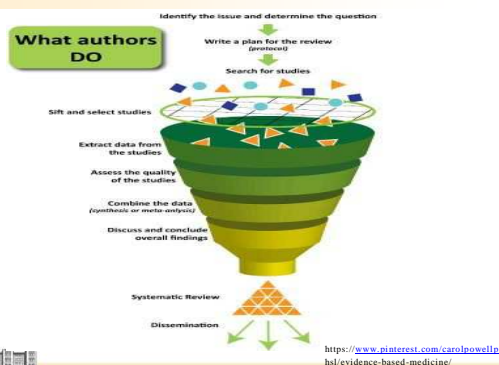 Identify the issue and determine the question
What authors
DO
Write a plan for the review
(protocol)
Search for studies
Sift and select studies
Extract data from
the studies
Assess the quality
of the studies
Combine the data
(synthesis or meta-anlysis)
Discuss and conclude
overall findings
Systematic Review
Dissemination
https://www.pinterest.com/carolpowellp
hsl/evidence-based-medicine/